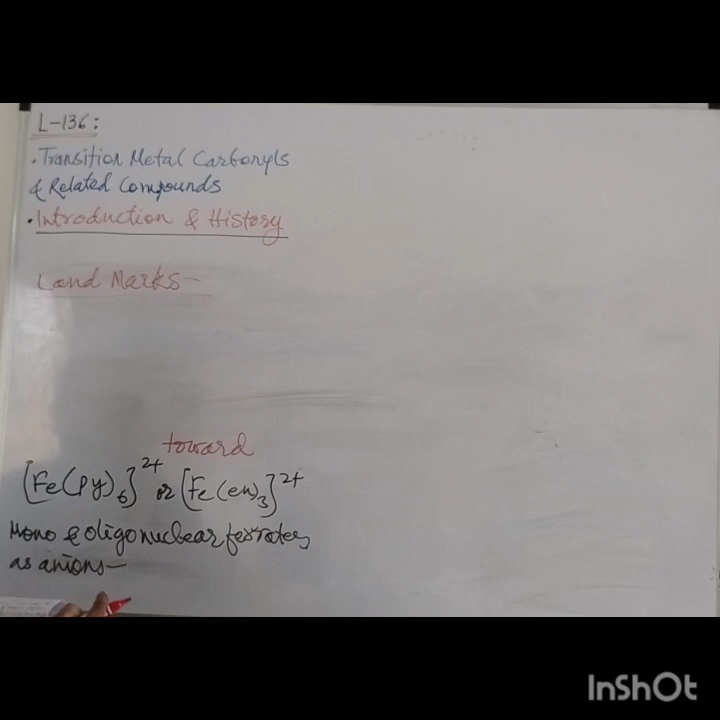 L-136:
• Transition Metal Carbonyls
& Related Compounds
• Introduction & History
Land Marks -
toward
[Fe(py)6]2+ or [Fe(en)3]2+
Mono & oligonuclear ferrates
as anions—
InShOt